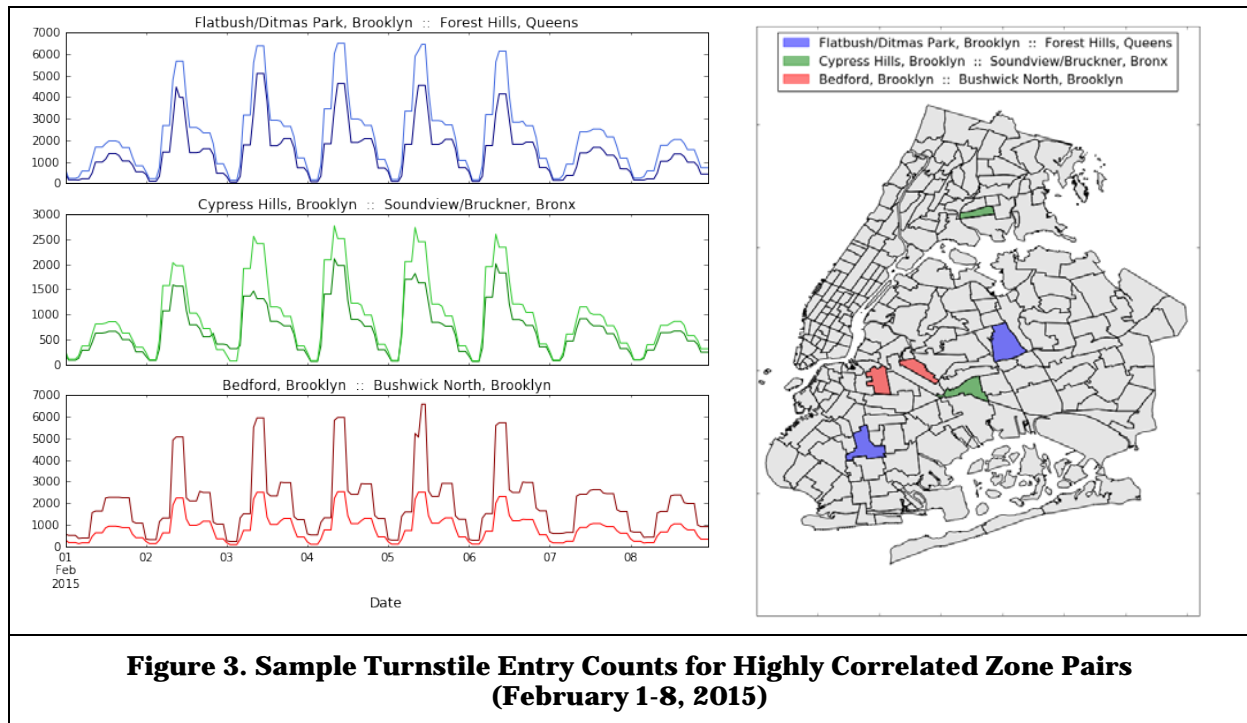 Flatbush/Ditmas Park, Brooklyn :: Forest Hills, Queens
7000
6000
5000
4000
3000
2000
1000
0
Cypress Hills, Brooklyn :: Soundview/Bruckner, Bronx
3000
2500
2000
1500
1000
500
0
Bedford, Brooklyn :: Bushwick North, Brooklyn
7000
6000
5000
4000
3000
2000
1000
0
01 02 03 04 05 06 07 08
Feb
2015
Date
Flatbush/Ditmas Park, Brooklyn :: Forest Hills, Queens
Cypress Hills, Brooklyn :: Soundview/Bruckner, Bronx
Bedford, Brooklyn :: Bushwick North, Brooklyn
Figure 3. Sample Turnstile Entry Counts for Highly Correlated Zone Pairs
(February 1-8, 2015)